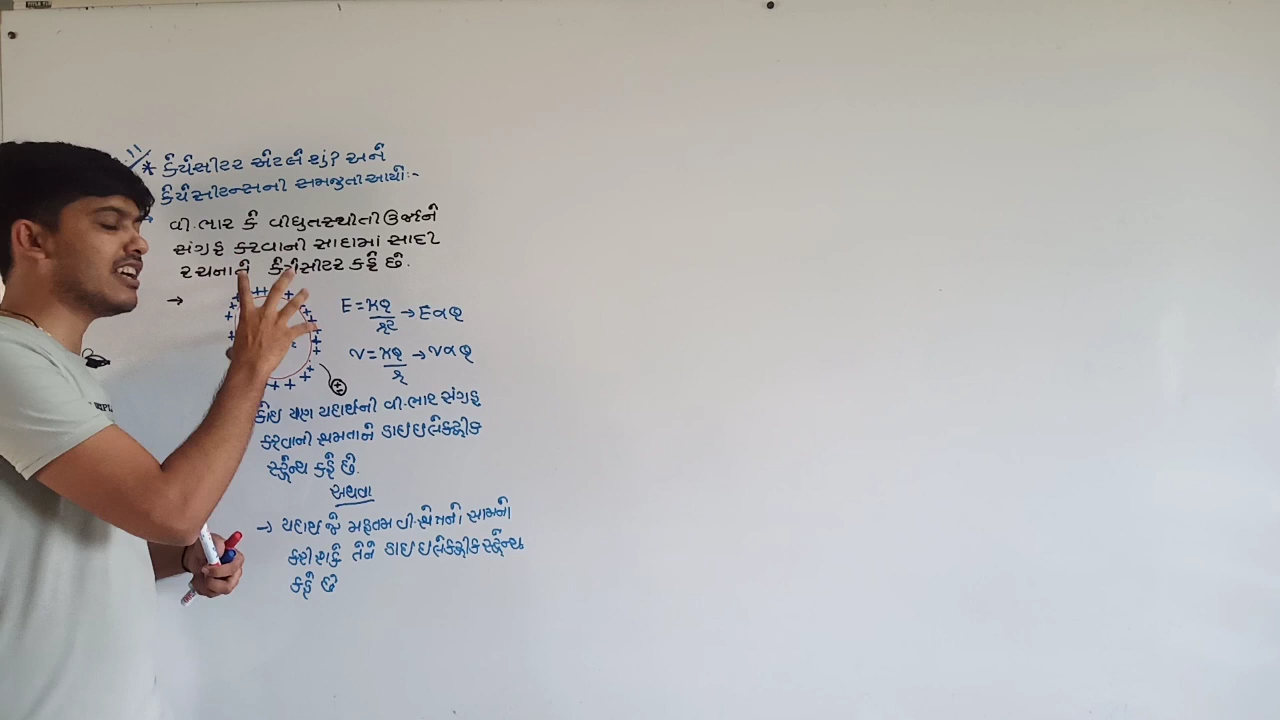 11
* કેપેસીટર એટલે શું? અને
કેપેસીટન્સની સમજુતી આપો:-
→ વી.ભાર કે વીધુતસ્થીતી ઉર્જાને
સંગ્રહ કરવાની સાદામાં સાદી
રચનાને કેપેસીટર કહે છે.
→
E = KQ/r² → E α Q
V = KQ/r → V α Q
કોઇ પણ પદાર્થની વી.ભાર સંગ્રહ
કરવાની ક્ષમતાને ડાઇઇલેક્ટ્રીક
સ્ટ્રેન્થ કહે છે.
અથવા
→ પદાર્થ જે મહતમ વી.ક્ષેત્રનો સામનો
કરી શકે તેને ડાઇઇલેક્ટ્રીક સ્ટ્રેન્થ
કહે છે